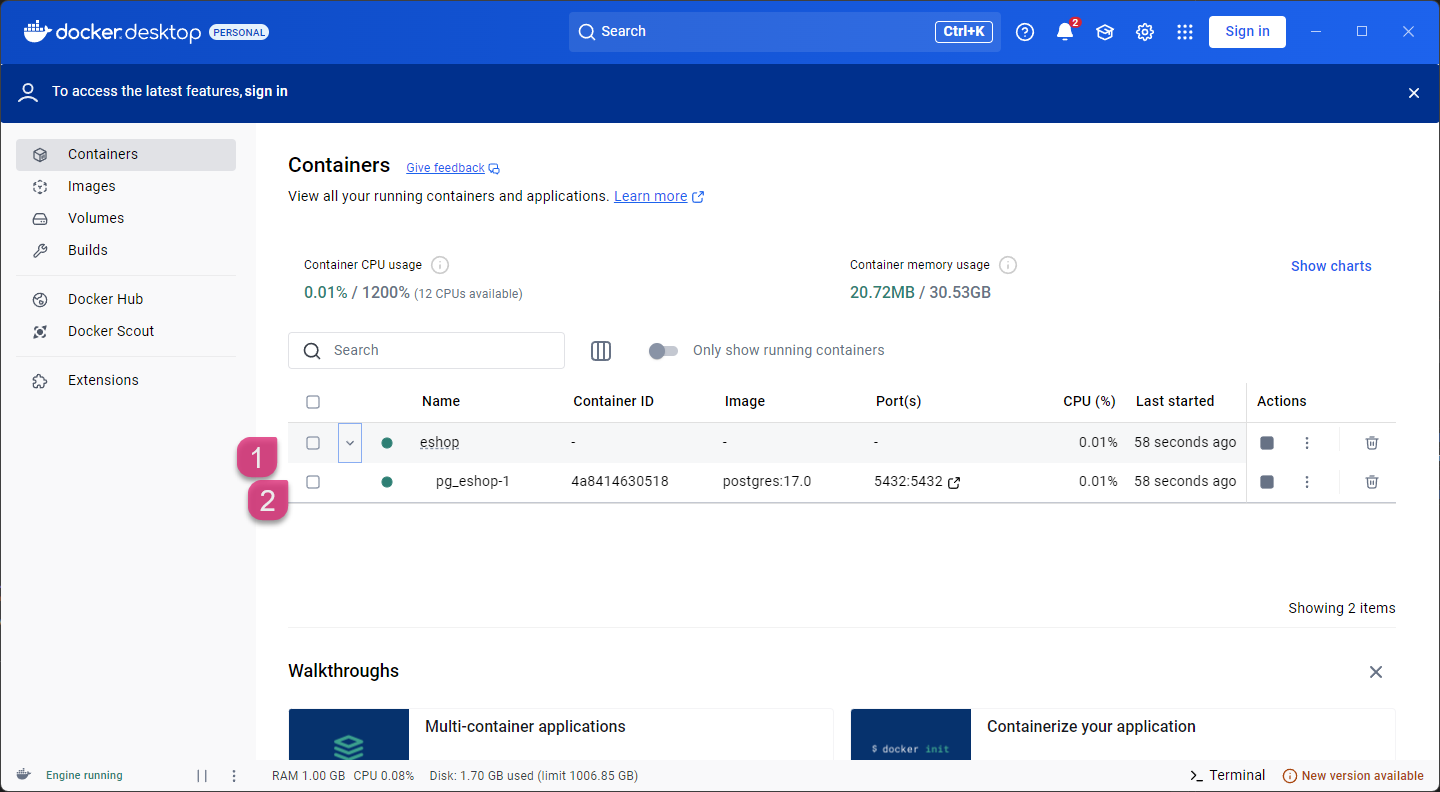 docker.desktop PERSONAL Search Ctrl+K 2 Sign in
To access the latest features, sign in
Containers
Images
Volumes
Builds
Docker Hub
Docker Scout
Extensions
Containers Give feedback
View all your running containers and applications. Learn more
Container CPU usage i
0.01% / 1200% (12 CPUs available)
Container memory usage i
20.72MB / 30.53GB
Show charts
Search Only show running containers
Name Container ID Image Port(s) CPU (%) Last started Actions
1 eshop - - - 0.01% 58 seconds ago
2 pg_eshop-1 4a8414630518 postgres:17.0 5432:5432 0.01% 58 seconds ago
Showing 2 items
Walkthroughs
Multi-container applications
$ docker init
Containerize your application
Engine running RAM 1.00 GB CPU 0.08% Disk: 1.70 GB used (limit 1006.85 GB) Terminal New version available